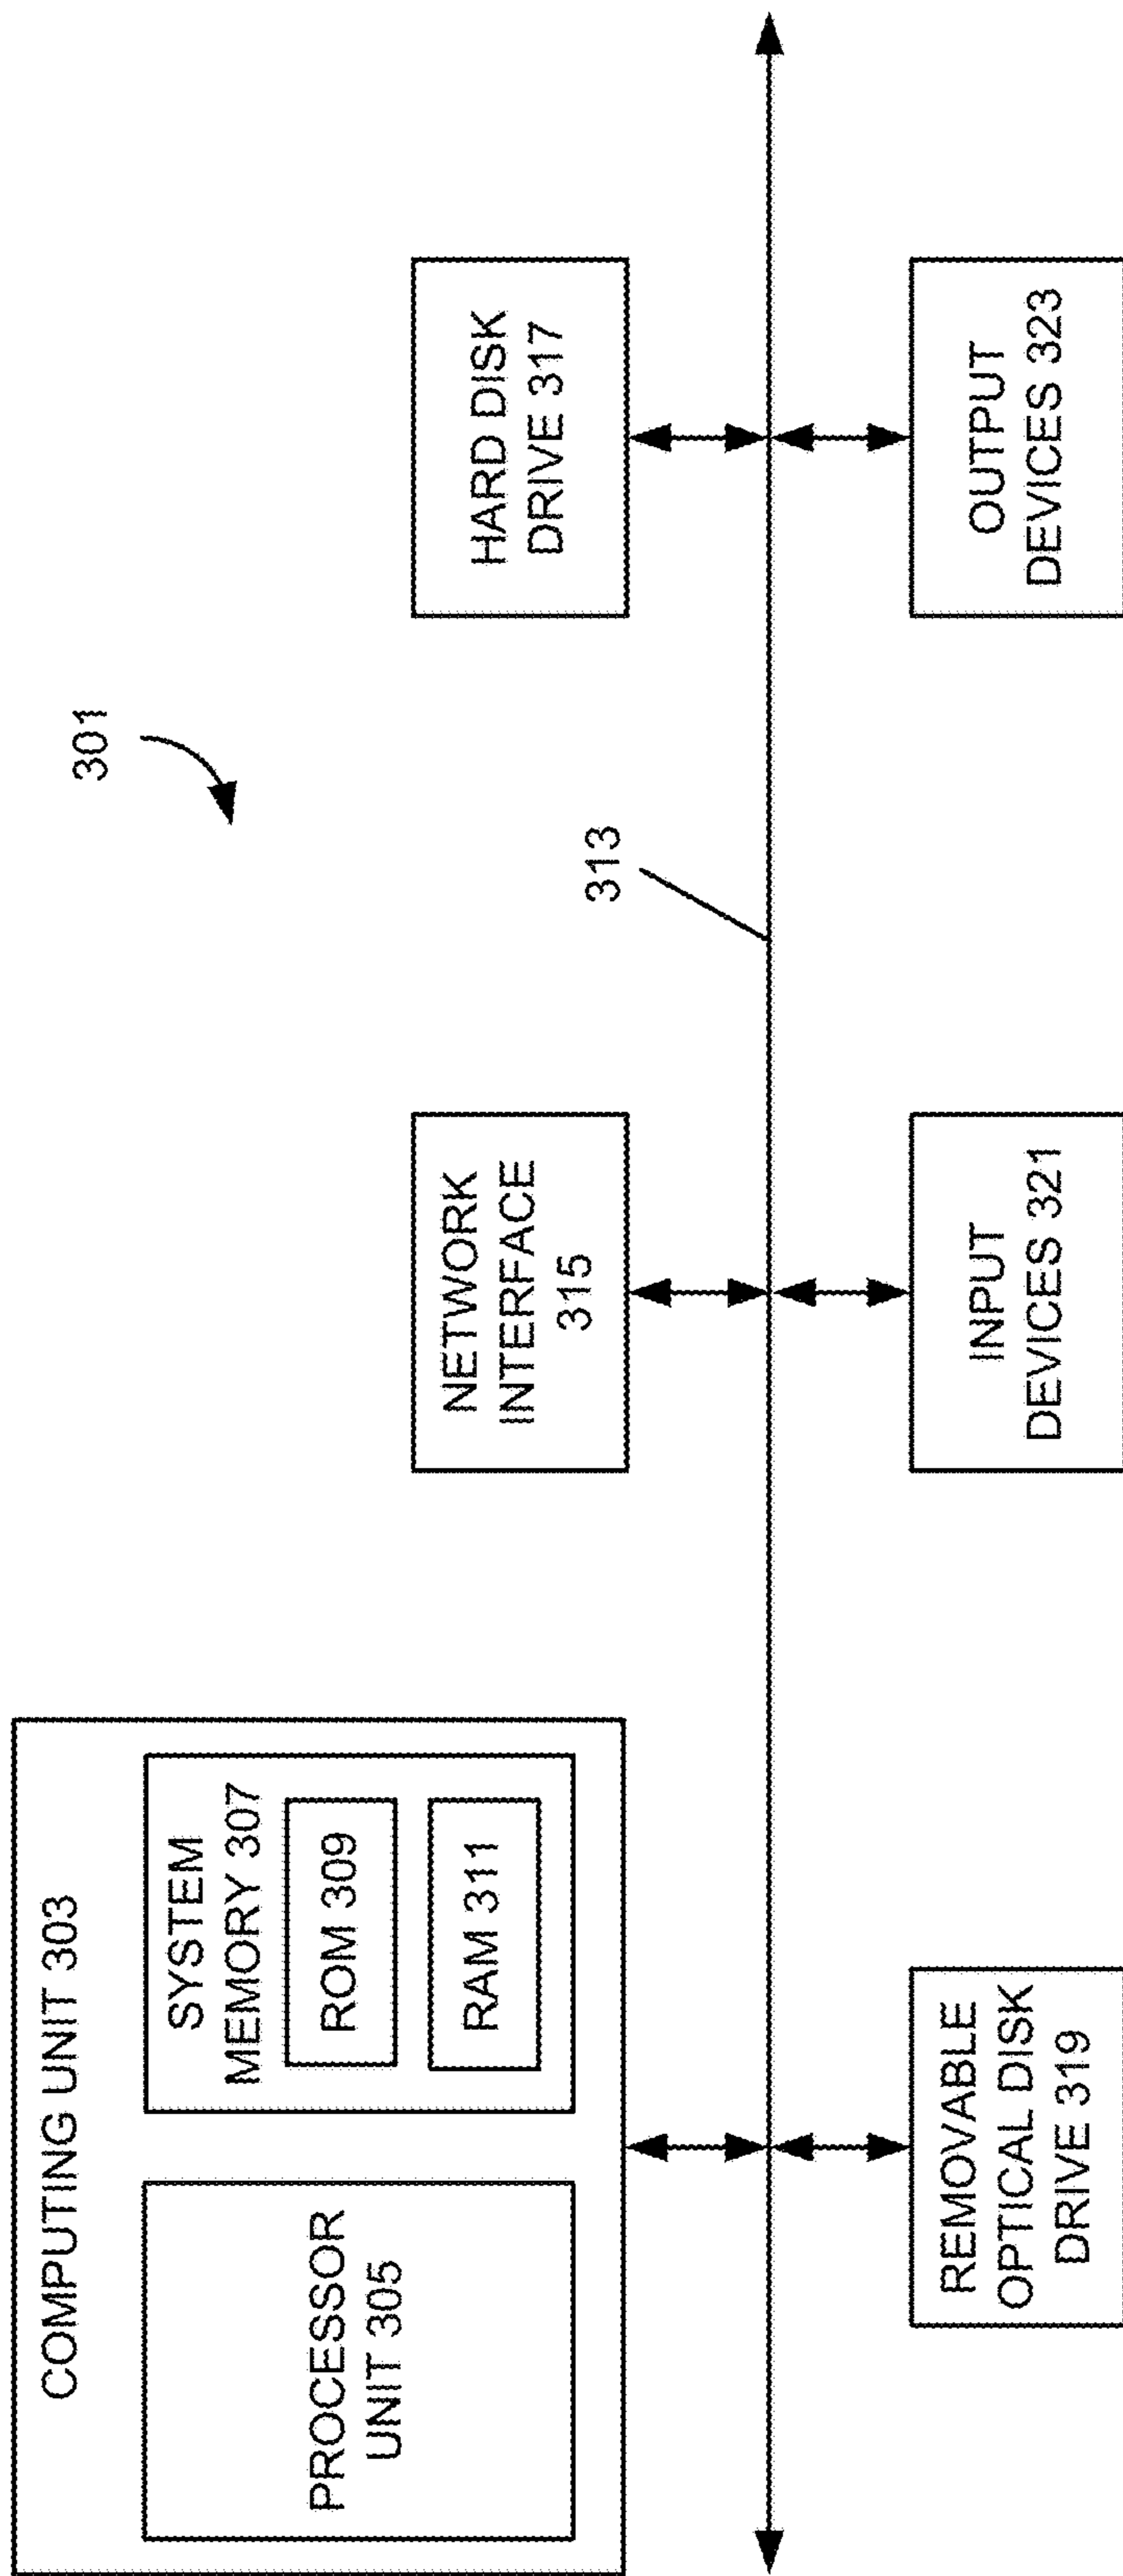 COMPUTING UNIT 303
PROCESSOR
UNIT 305
SYSTEM
MEMORY 307
ROM 309
RAM 311
301
NETWORK
INTERFACE
315
HARD DISK
DRIVE 317
313
REMOVABLE
OPTICAL DISK
DRIVE 319
INPUT
DEVICES 321
OUTPUT
DEVICES 323